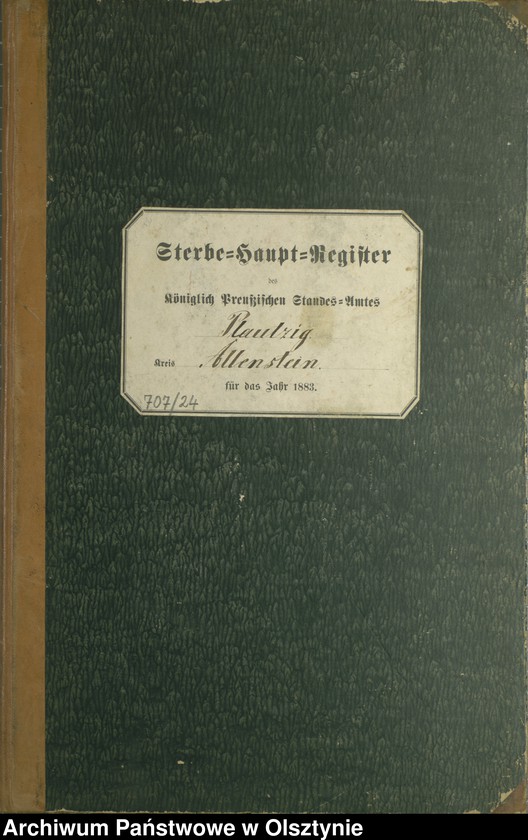 Sterbe=Haupt=Register
des
Königlich Preußischen Standes=Amtes
Plautzig
Kreis Allenstein.
für das Jahr 1883.
707/24
Archiwum Państwowe w Olsztynie